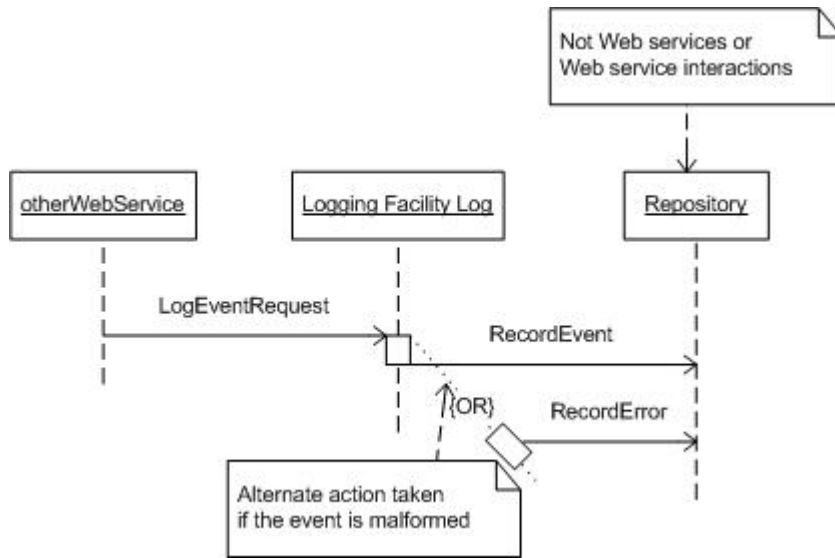 Not Web services or
Web service interactions
otherWebService
Logging Facility Log
Repository
LogEventRequest
RecordEvent
{OR}
RecordError
Alternate action taken
if the event is malformed